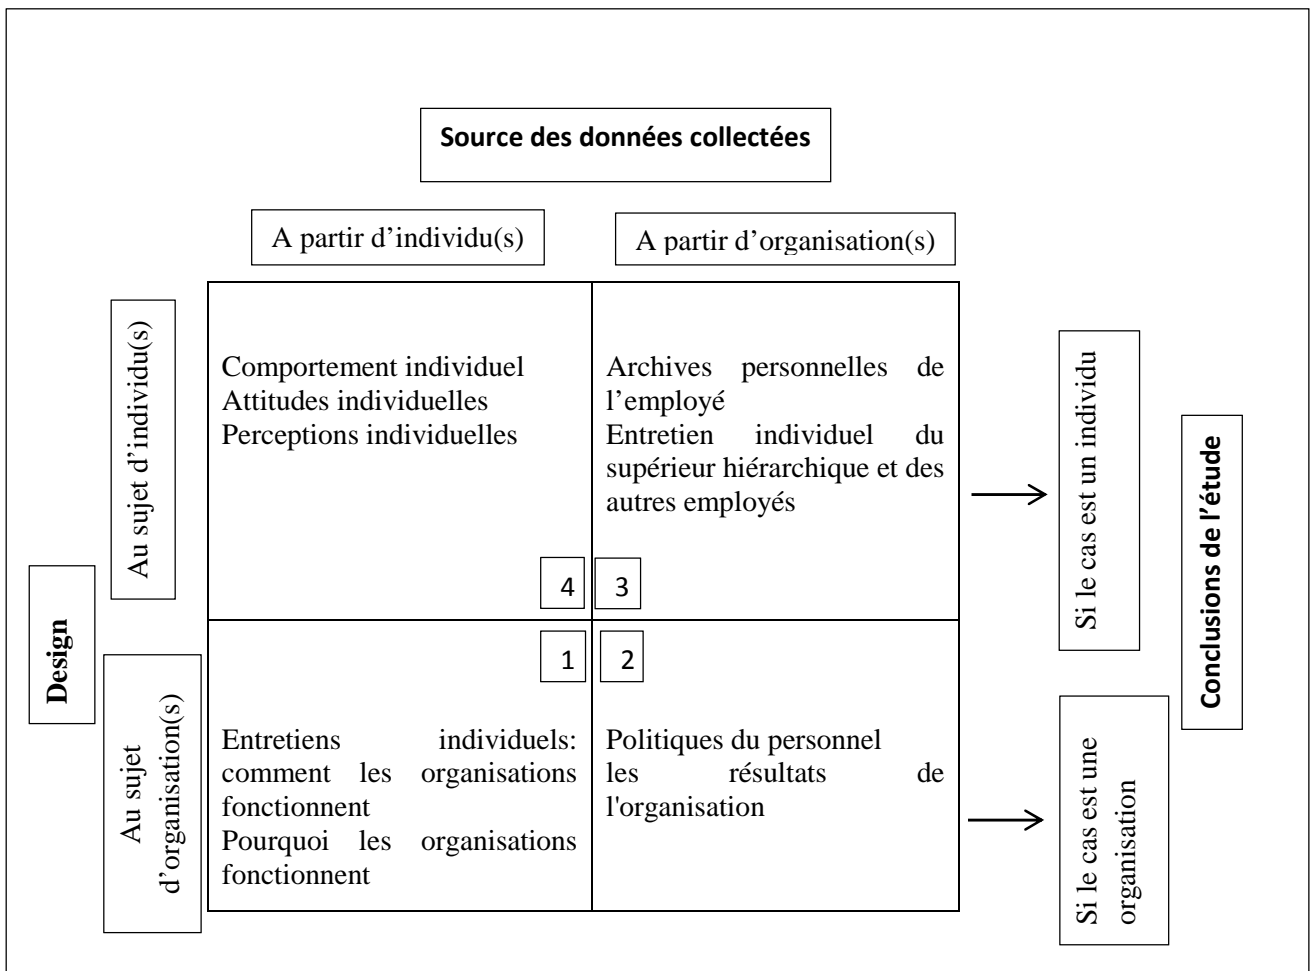 Source des données collectées
A partir d’individu(s)
A partir d’organisation(s)
Design
Au sujet d’individu(s)
Comportement individuel
Attitudes individuelles
Perceptions individuelles
4
Archives personnelles de
l’employé
Entretien individuel du
supérieur hiérarchique et des
autres employés
3
Si le cas est un individu
Conclusions de l’étude
Au sujet
d’organisation(s)
1
Entretiens individuels:
comment les organisations
fonctionnent
Pourquoi les organisations
fonctionnent
2
Politiques du personnel
les résultats de
l'organisation
Si le cas est une
organisation